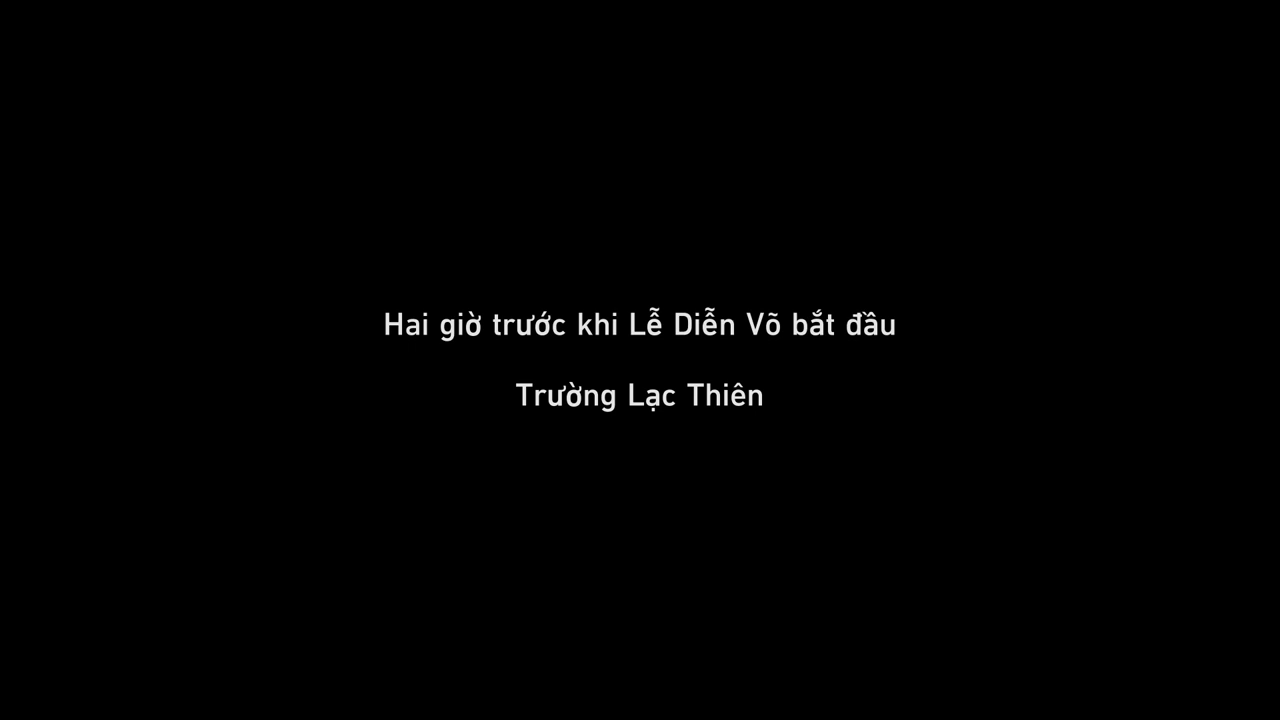 Hai giờ trước khi Lễ Diễn Võ bắt đầu
Trường Lạc Thiên